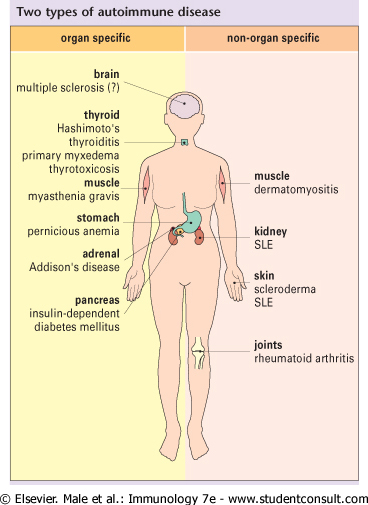 Two types of autoimmune disease
organ specific
non-organ specific
brain
multiple sclerosis (?)
thyroid
Hashimoto's
thyroiditis
primary myxedema
thyrotoxicosis
muscle
myasthenia gravis
stomach
pernicious anemia
adrenal
Addison's disease
pancreas
insulin-dependent
diabetes mellitus
muscle
dermatomyositis
kidney
SLE
skin
scleroderma
SLE
joints
rheumatoid arthritis
© Elsevier. Male et al.: Immunology 7e - www.studentconsult.com